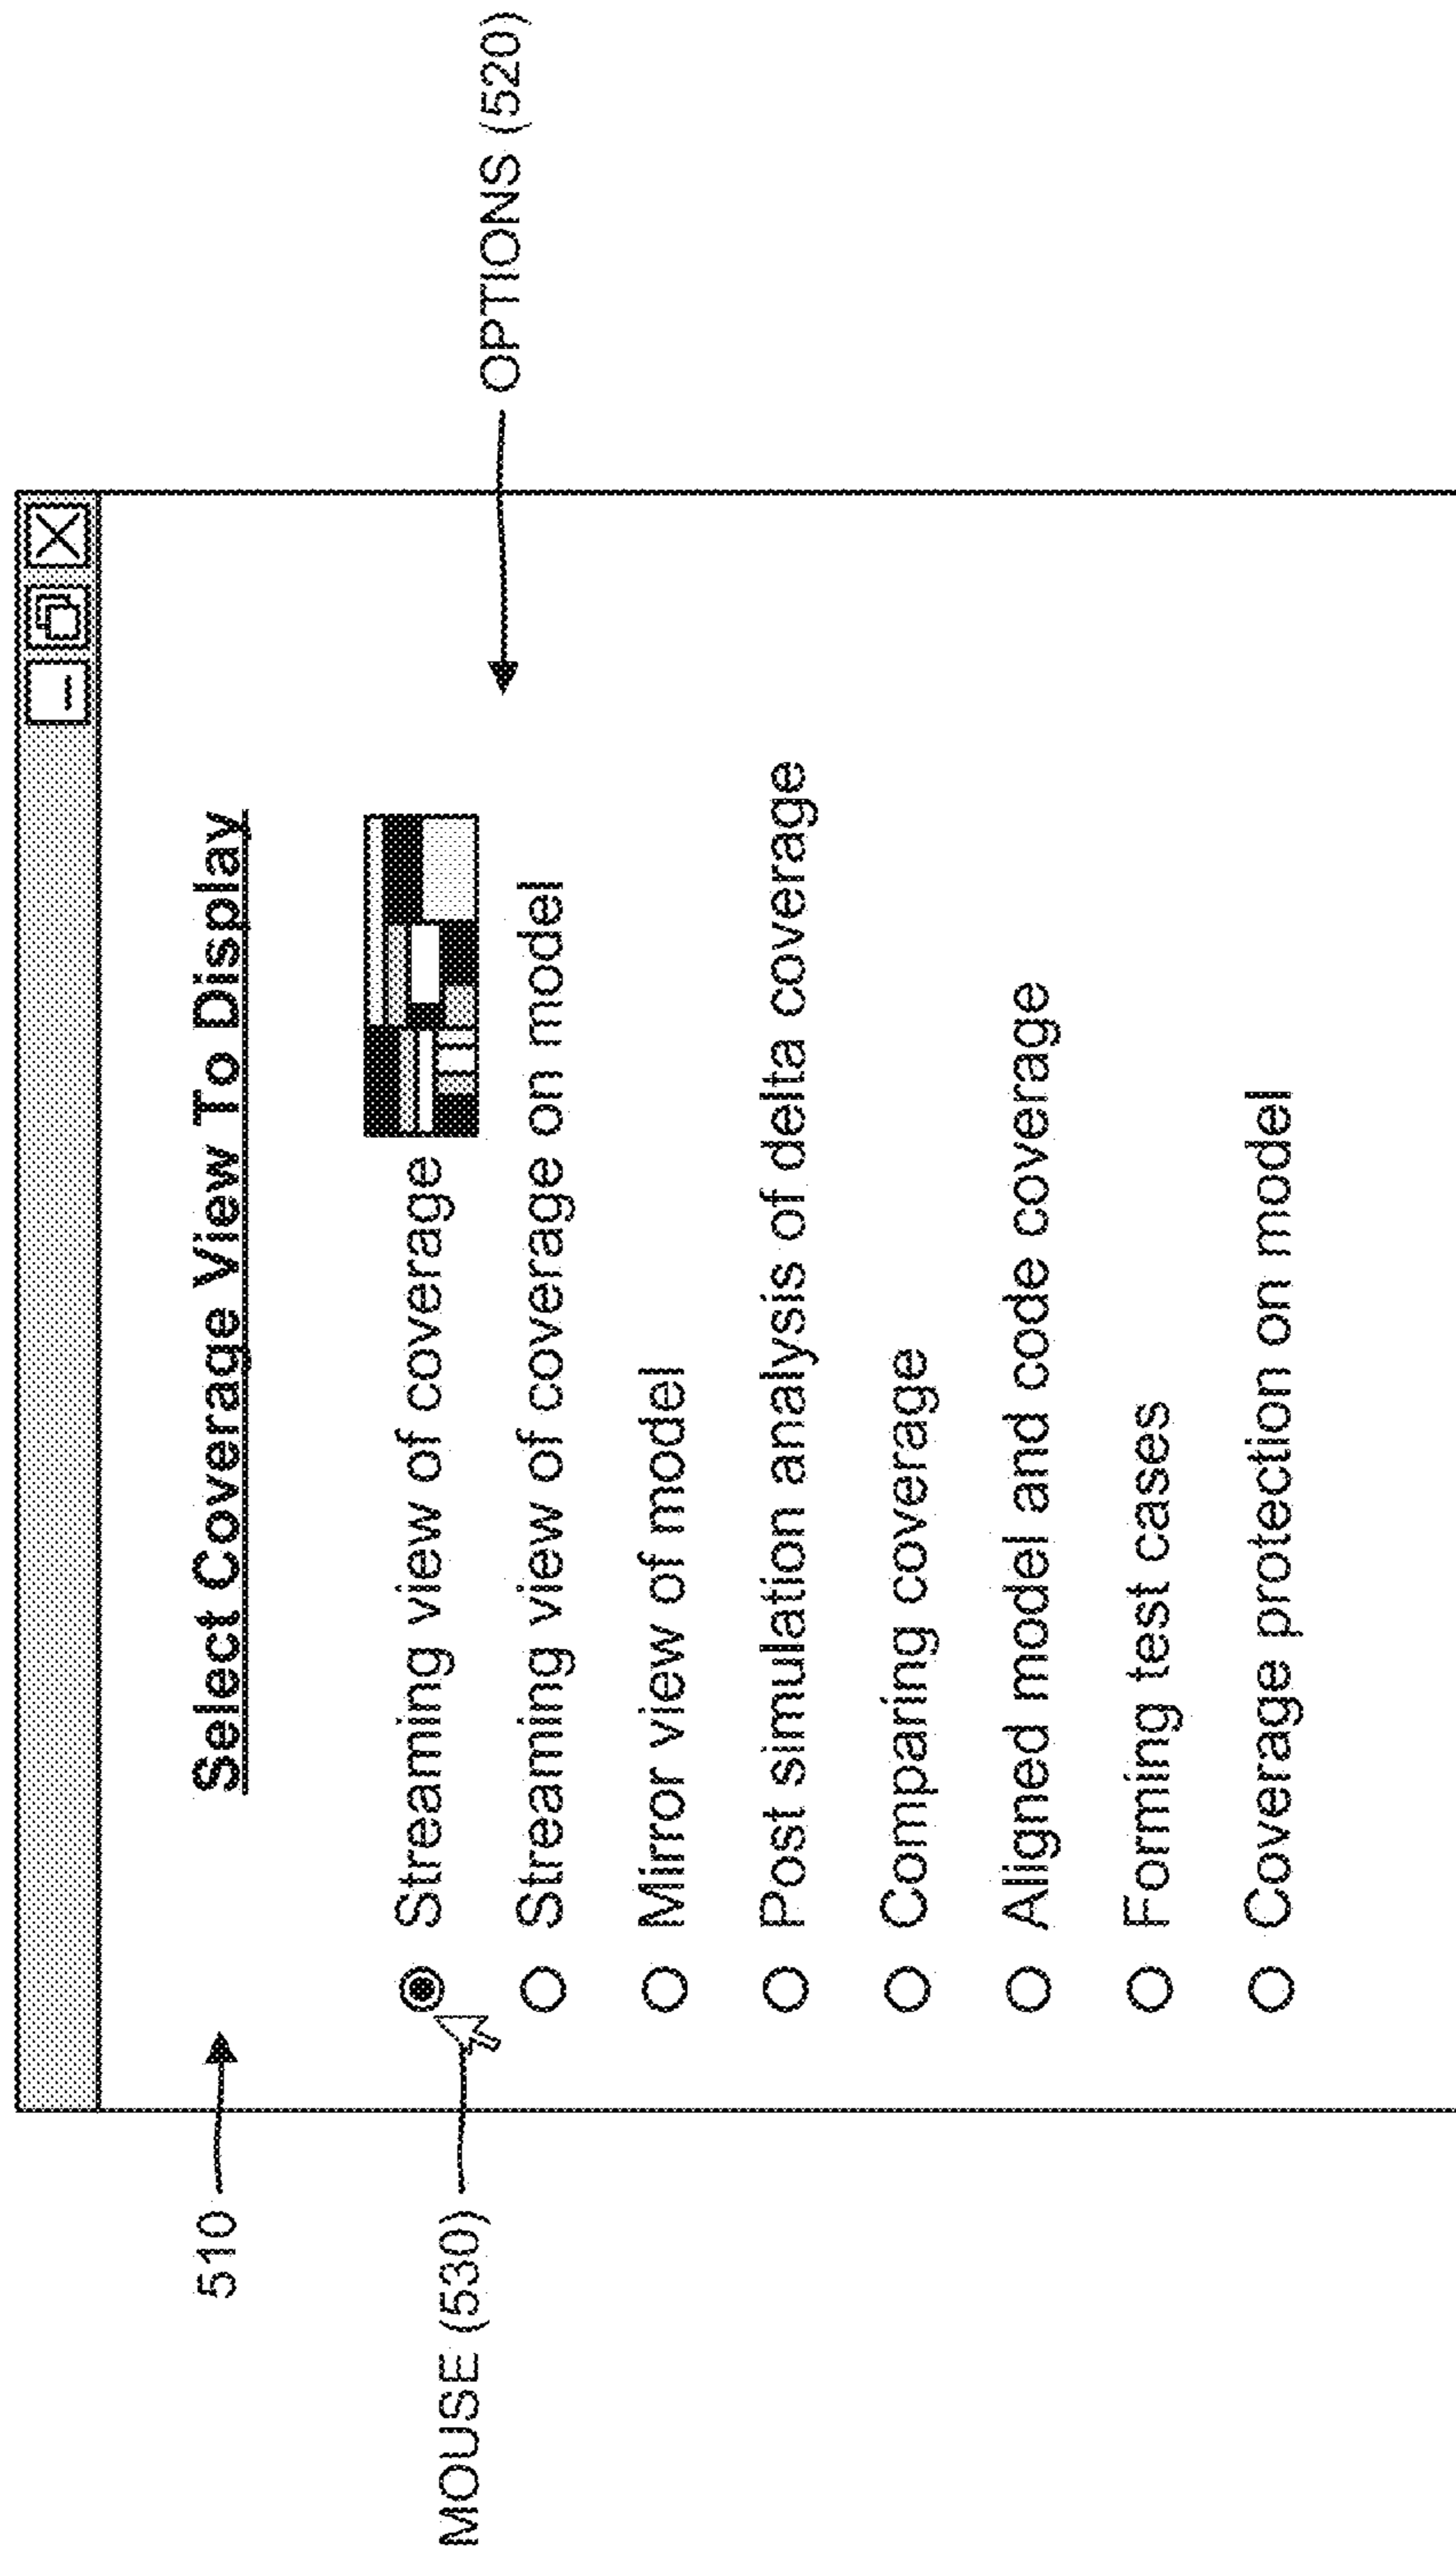 510
Select Coverage View To Display
MOUSE (530)
Streaming view of coverage
OPTIONS (520)
Streaming view of coverage on model
Mirror view of model
Post simulation analysis of delta coverage
Comparing coverage
Aligned model and code coverage
Forming test cases
Coverage protection on model